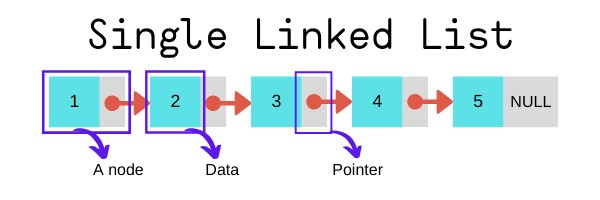 Single Linked List
1 2 3 4 5 NULL
A node Data Pointer